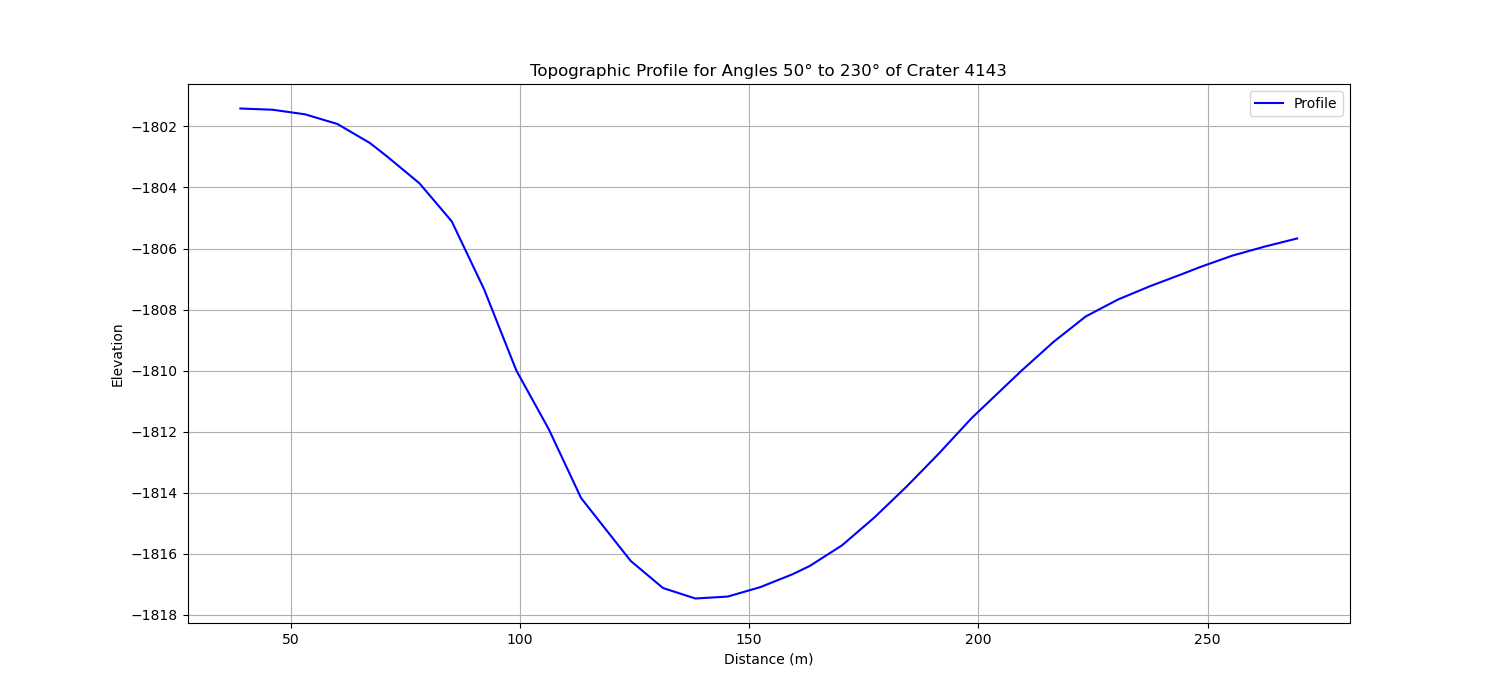 Topographic Profile for Angles 50° to 230° of Crater 4143
Profile
−1802
−1804
−1806
−1808
−1810
−1812
−1814
−1816
−1818
Elevation
50 100 150 200 250
Distance (m)